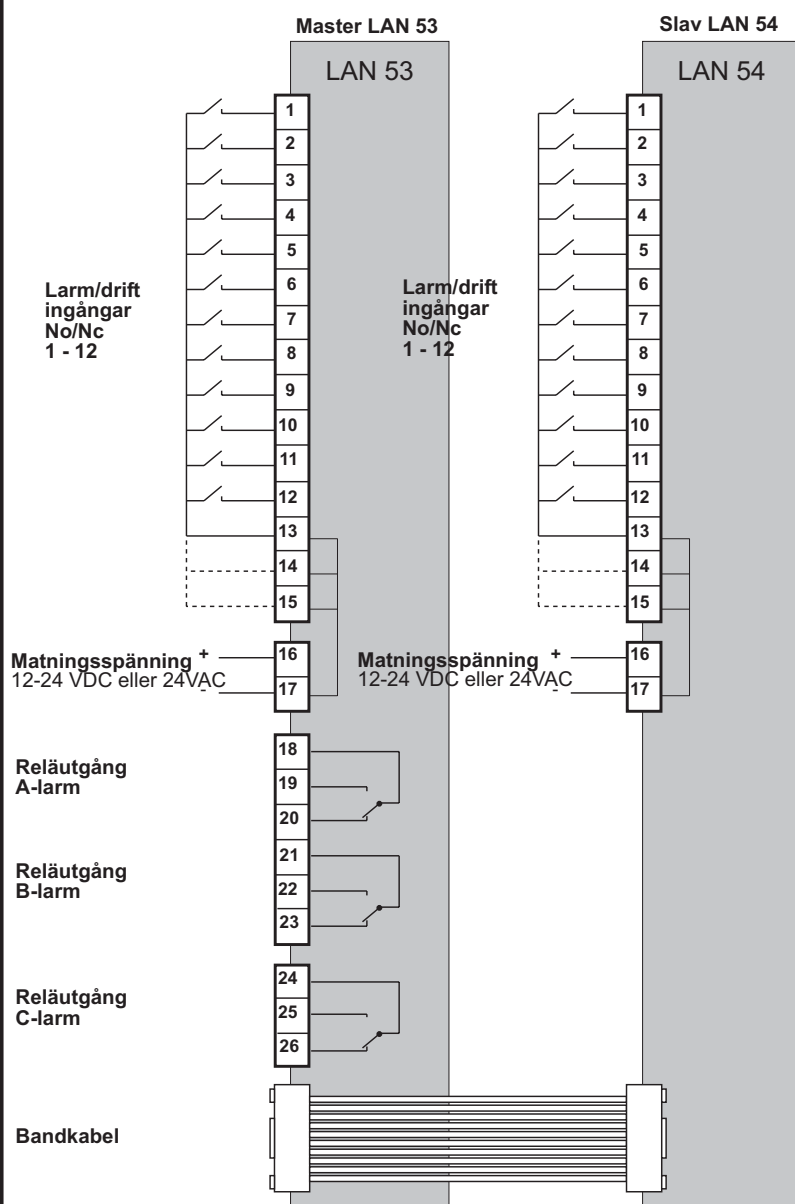 Master LAN 53
LAN 53
1
2
3
4
5
6
7
8
9
10
11
12
13
14
15
16
17
18
19
20
21
22
23
24
25
26
Larm/drift
ingångar
No/Nc
1 - 12
Matningsspänning +
12-24 VDC eller 24VAC
-
Reläutgång
A-larm
Reläutgång
B-larm
Reläutgång
C-larm
Bandkabel
Slav LAN 54
LAN 54
1
2
3
4
5
6
7
8
9
10
11
12
13
14
15
16
17
Larm/drift
ingångar
No/Nc
1 - 12
Matningsspänning +
12-24 VDC eller 24VAC
-